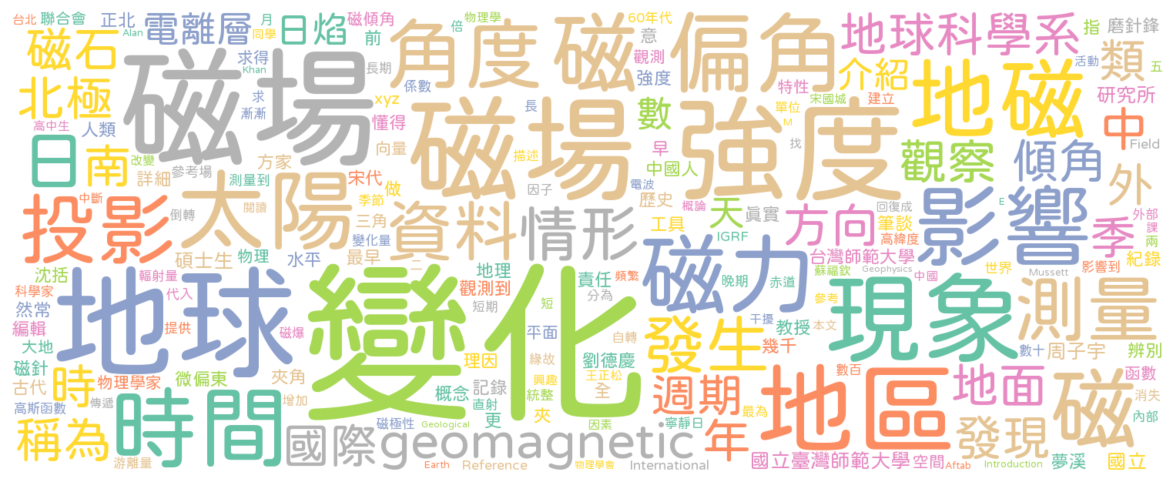 台北 聯合會 正北 電離層 月 磁傾角 倍 物理學 60年代 指 磨針鋒
Alan 同學 日焰 前 意 地球科學系
磁石 磁場 求得 角度 磁偏角 觀測 介紹 活動 五 類
北極 Khan 長期 係數 強度 特性 宋國城 建立 地磁 研究所
高中生 人類 求 漸漸 xyz 懂得 磁場 長 數 強度 單位 M 中 Field
日 南 改變 參考場 方家 向量 描述 早 找 觀察 傾角 外
詳細 測量到 宋代 做 因子 電波 中國人
投影 中斷 太陽 季節 資料 情形 歷史 概論 天 真實 回復成 影響 E 外部
倒轉 閱讀 三角 工具 IGRF 方向 筆談 高緯度 季 課 兩
碩士生 最早 變化量 水平 二 磁力 台灣師範大學 紀錄
沈括 輻射量 物理 地理 責任 晚期 赤道 蘇福欽 Geophysics 世界 影響到
科學家 代入 地球 變化 觀測到 頻繁 中國 Mussett
然常 提供 磁爆 短期 短 分為 干擾 參考 現象 測量
編輯 傳遞 平面 自轉 發生 教授 本文 數十 周子宇 辨別
大地 理因 緣故 劉德慶 幾千 函數
磁針 時 微偏東 夾角 概念 興趣 王正松 週期 數百 地面 消失
古代 物理學家 記錄 統整 全 地區 磁
高斯函數 時間 增加 直射 夾 最為 內部
稱為 磁極性 更 寧靜日 年 發現
游離量 國際 geomagnetic Geological 因素 國立臺灣師範大學 空間 夢溪 國立
Earth Reference 物理學會 International Aftab Introduction